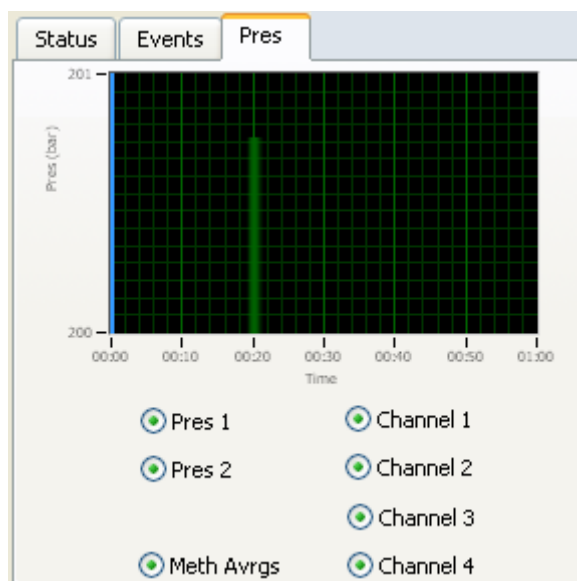 Status Events Pres
201
Pres (bar)
200
00:00 00:10 00:20 00:30 00:40 00:50 01:00
Time
Pres 1 Channel 1
Pres 2 Channel 2
Channel 3
Meth Avrgs Channel 4